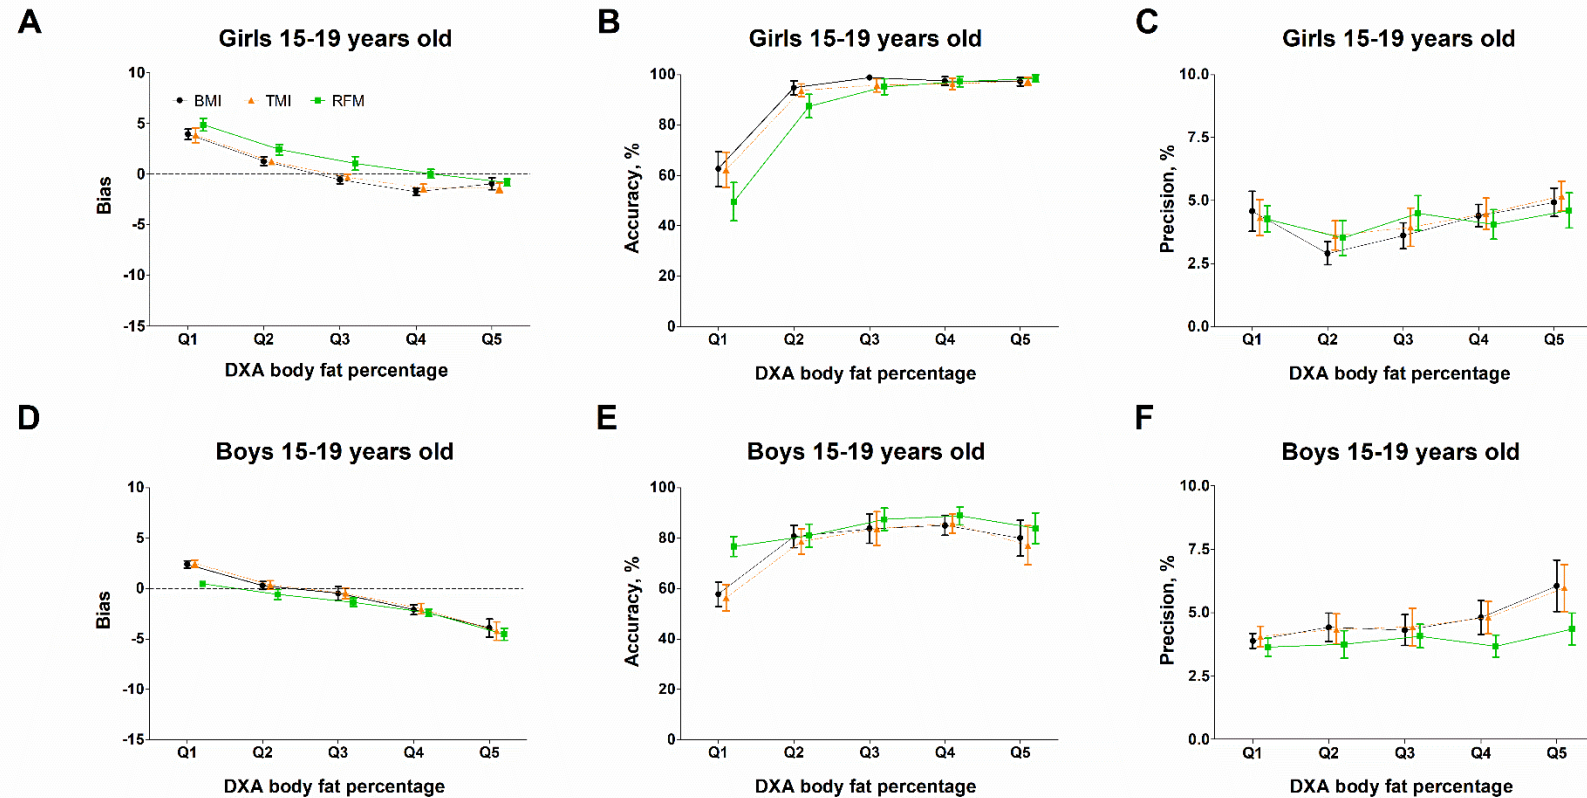 A
Girls 15-19 years old
10
5
0
-5
-10
-15
Bias
BMI TMI RFM
Q1 Q2 Q3 Q4 Q5
DXA body fat percentage
B
Girls 15-19 years old
100
80
60
40
20
0
Accuracy, %
Q1 Q2 Q3 Q4 Q5
DXA body fat percentage
C
Girls 15-19 years old
10.0
7.5
5.0
2.5
0.0
Precision, %
Q1 Q2 Q3 Q4 Q5
DXA body fat percentage
D
Boys 15-19 years old
10
5
0
-5
-10
-15
Bias
Q1 Q2 Q3 Q4 Q5
DXA body fat percentage
E
Boys 15-19 years old
100
80
60
40
20
0
Accuracy, %
Q1 Q2 Q3 Q4 Q5
DXA body fat percentage
F
Boys 15-19 years old
10.0
7.5
5.0
2.5
0.0
Precision, %
Q1 Q2 Q3 Q4 Q5
DXA body fat percentage